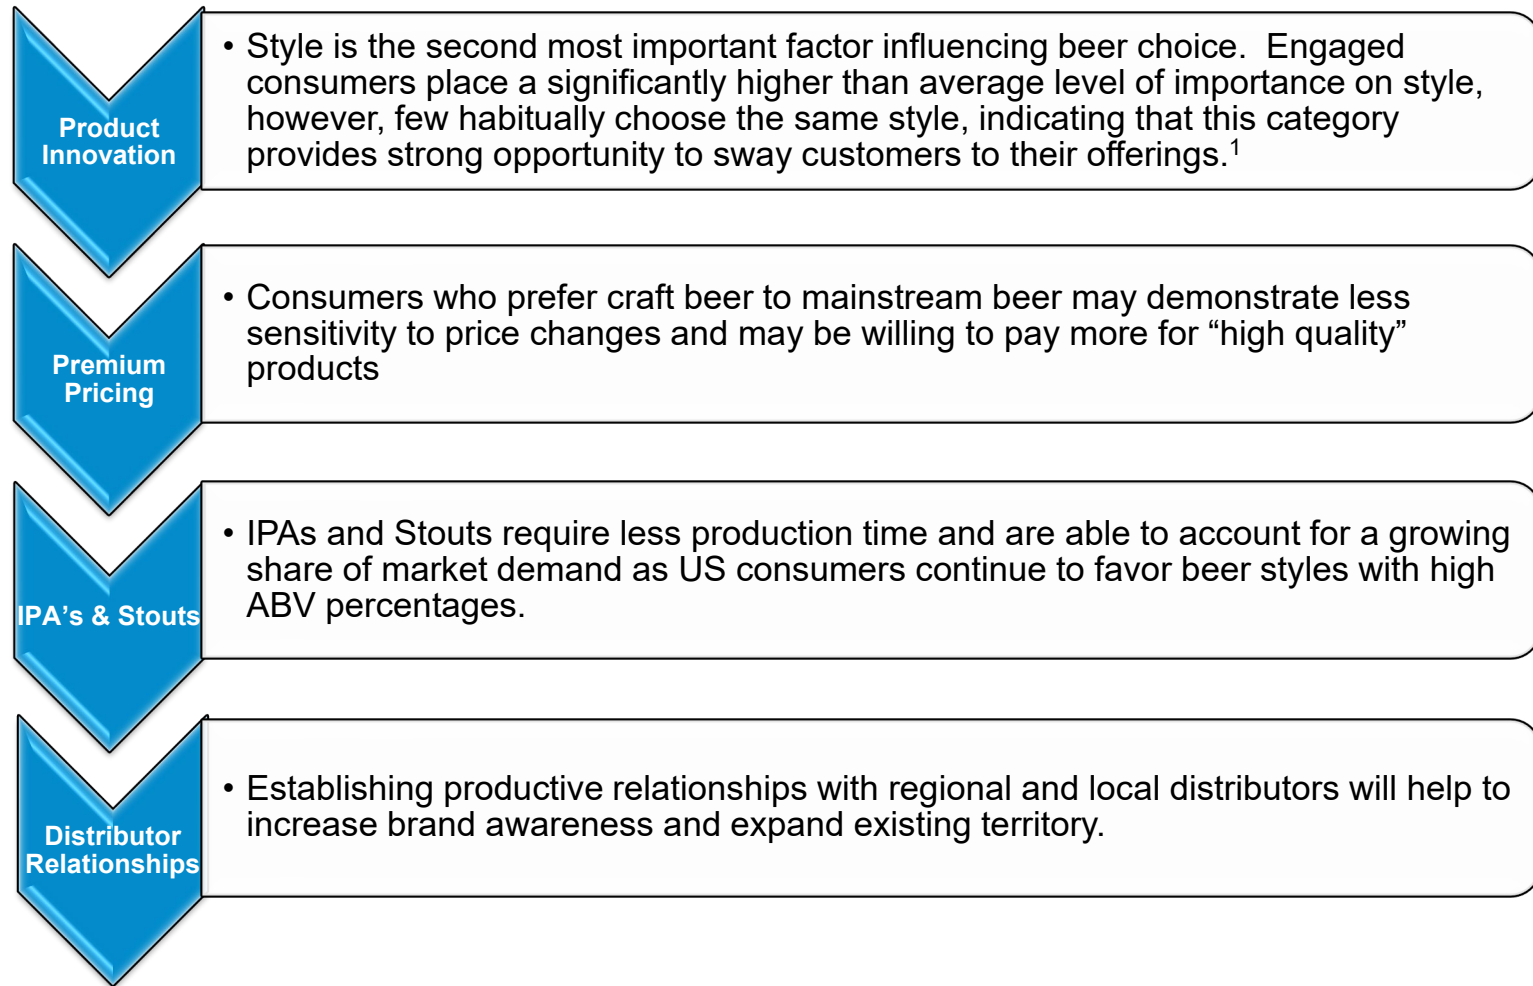 Product
Innovation
• Style is the second most important factor influencing beer choice.  Engaged
consumers place a significantly higher than average level of importance on style,
however, few habitually choose the same style, indicating that this category
provides strong opportunity to sway customers to their offerings.1
Premium
Pricing
• Consumers who prefer craft beer to mainstream beer may demonstrate less
sensitivity to price changes and may be willing to pay more for “high quality”
products
IPA’s & Stouts
• IPAs and Stouts require less production time and are able to account for a growing
share of market demand as US consumers continue to favor beer styles with high
ABV percentages.
Distributor
Relationships
• Establishing productive relationships with regional and local distributors will help to
increase brand awareness and expand existing territory.